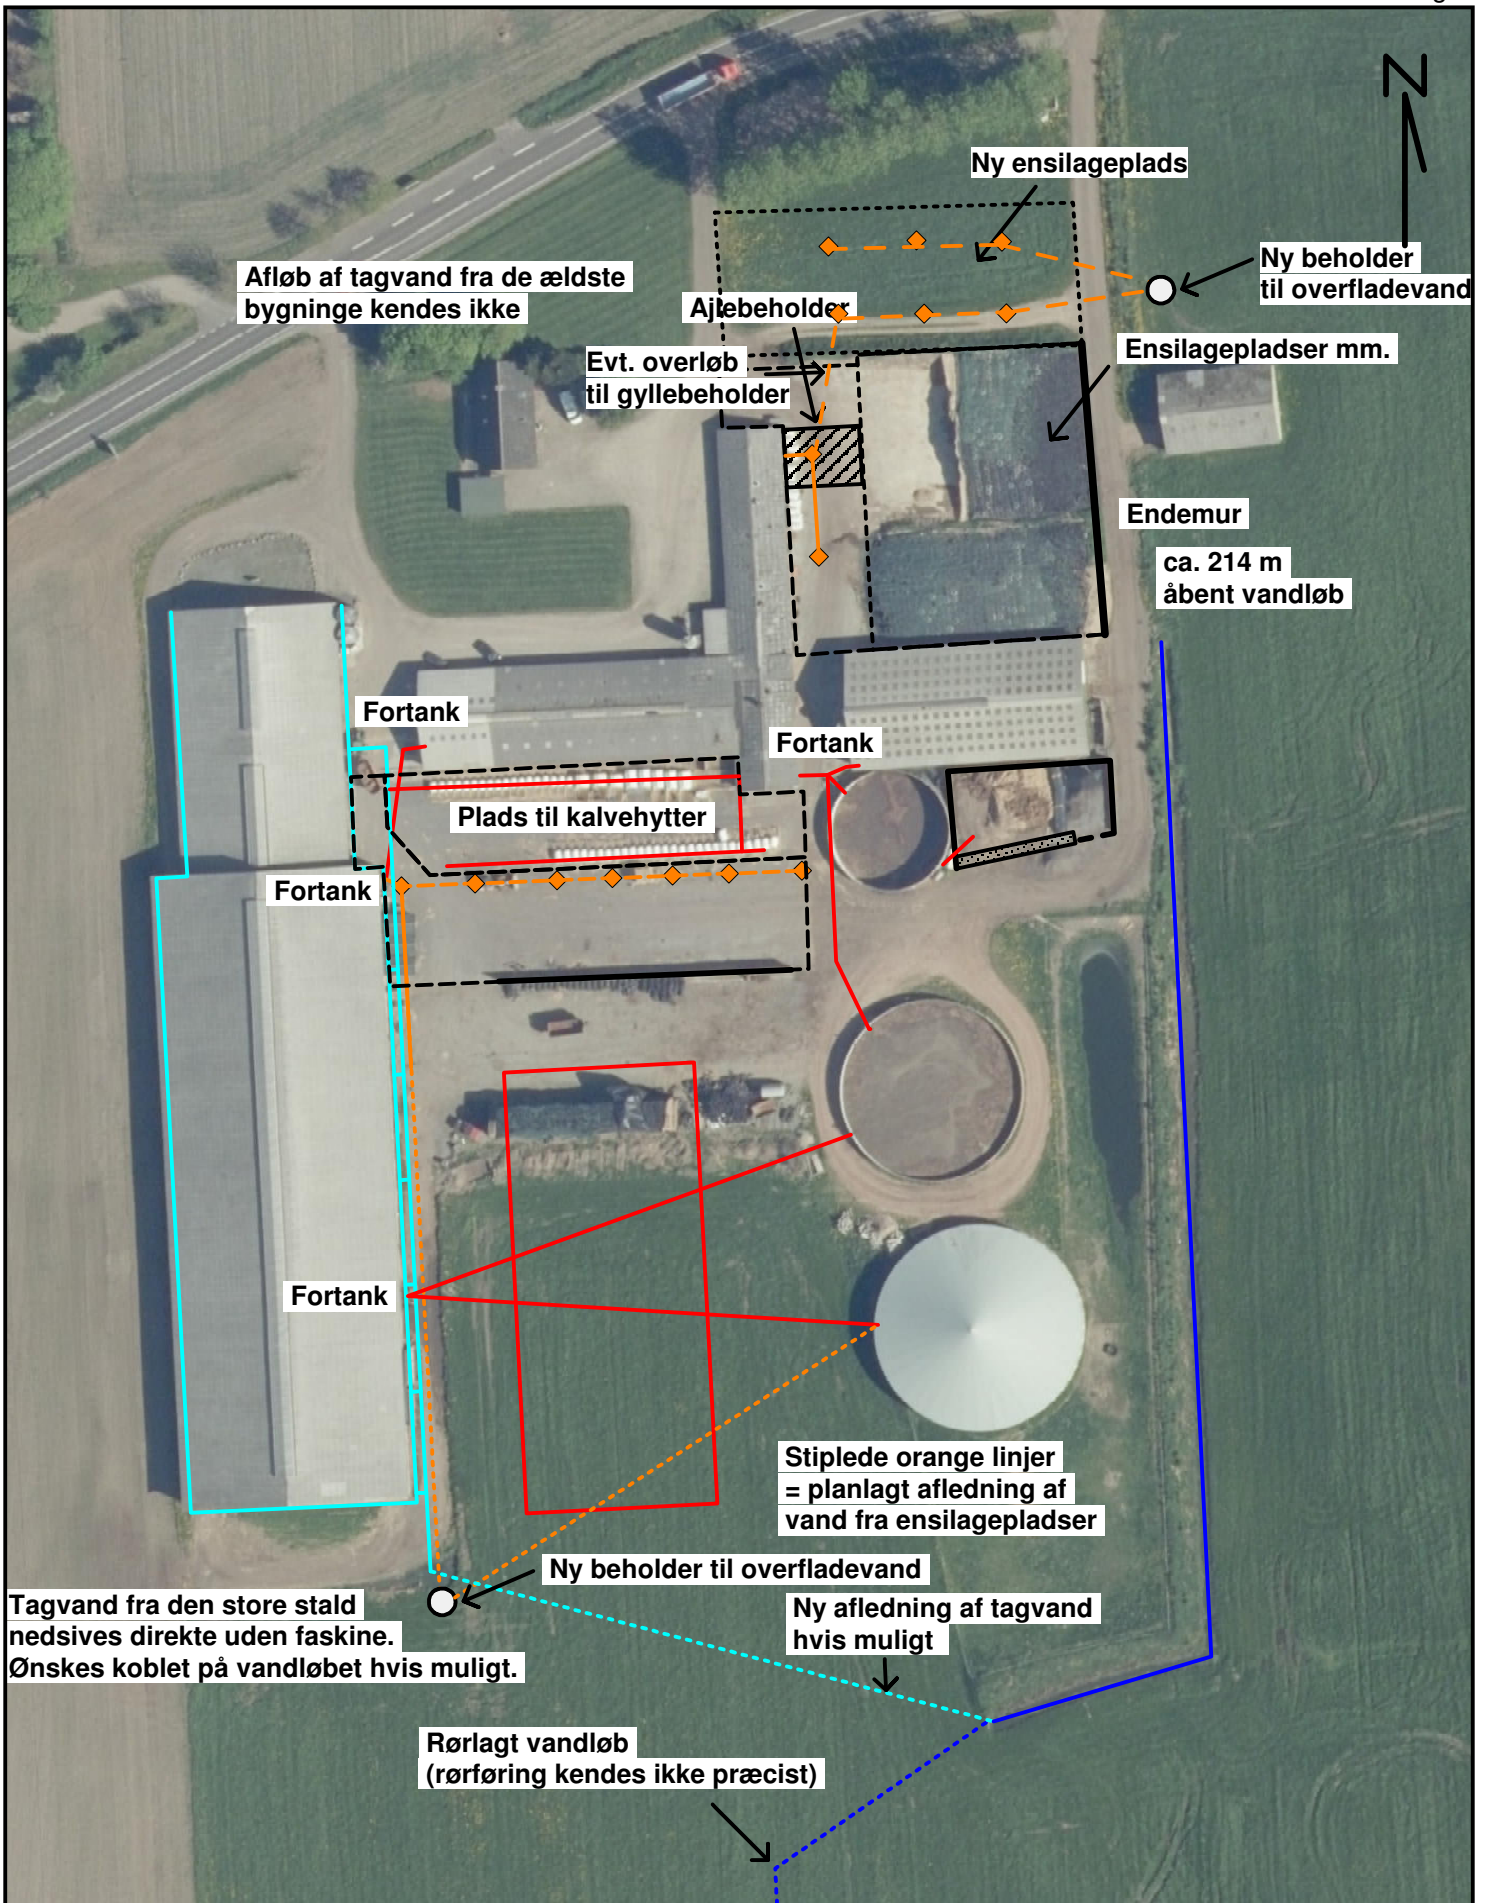 N
Ny ensilageplads
Ny beholder
til overfladevand
Afløb af tagvand fra de ældste
bygninge kendes ikke
Ajlebeholder
Evt. overløb
til gyllebeholder
Ensilagepladser mm.
Endemur
ca. 214 m
åbent vandløb
Fortank
Fortank
Plads til kalvehytter
Fortank
Fortank
Stiplede orange linjer
= planlagt afledning af
vand fra ensilagepladser
Ny beholder til overfladevand
Tagvand fra den store stald
nedsives direkte uden faskine.
Ønskes koblet på vandløbet hvis muligt.
Ny afledning af tagvand
hvis muligt
Rørlagt vandløb
(rørføring kendes ikke præcist)